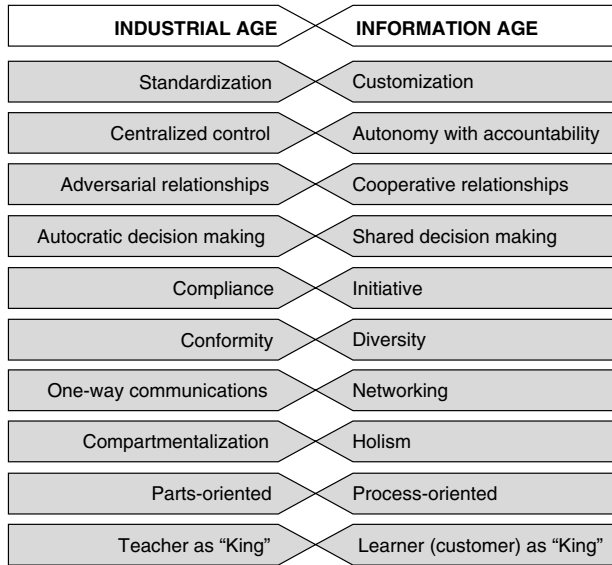 INDUSTRIAL AGE INFORMATION AGE
Standardization Customization
Centralized control Autonomy with accountability
Adversarial relationships Cooperative relationships
Autocratic decision making Shared decision making
Compliance Initiative
Conformity Diversity
One-way communications Networking
Compartmentalization Holism
Parts-oriented Process-oriented
Teacher as “King” Learner (customer) as “King”